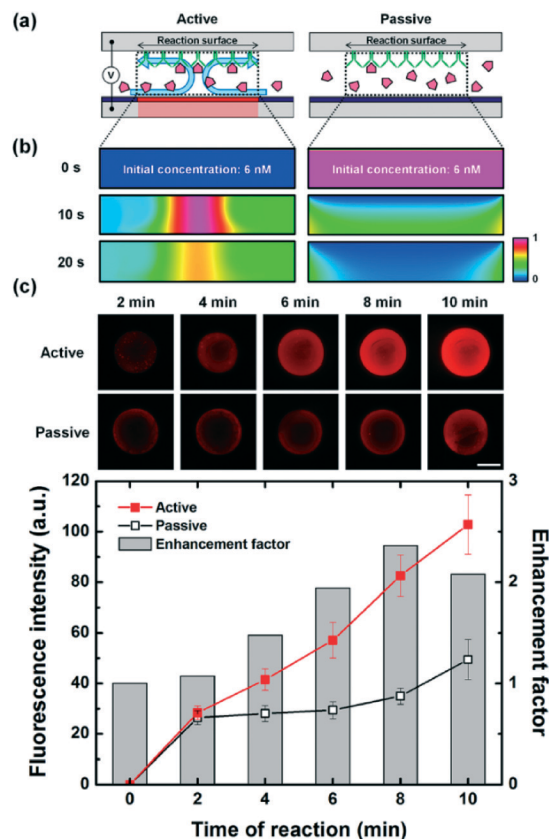 (a)
Active
Passive
Reaction surface
Reaction surface
V
(b)
0 s
Initial concentration: 6 nM
Initial concentration: 6 nM
10 s
20 s
1
0
(c)
2 min
4 min
6 min
8 min
10 min
Active
Passive
120
100
80
60
40
20
0
3
2
1
0
Active
Passive
Enhancement factor
Fluorescence intensity (a.u.)
Enhancement factor
0
2
4
6
8
10
Time of reaction (min)